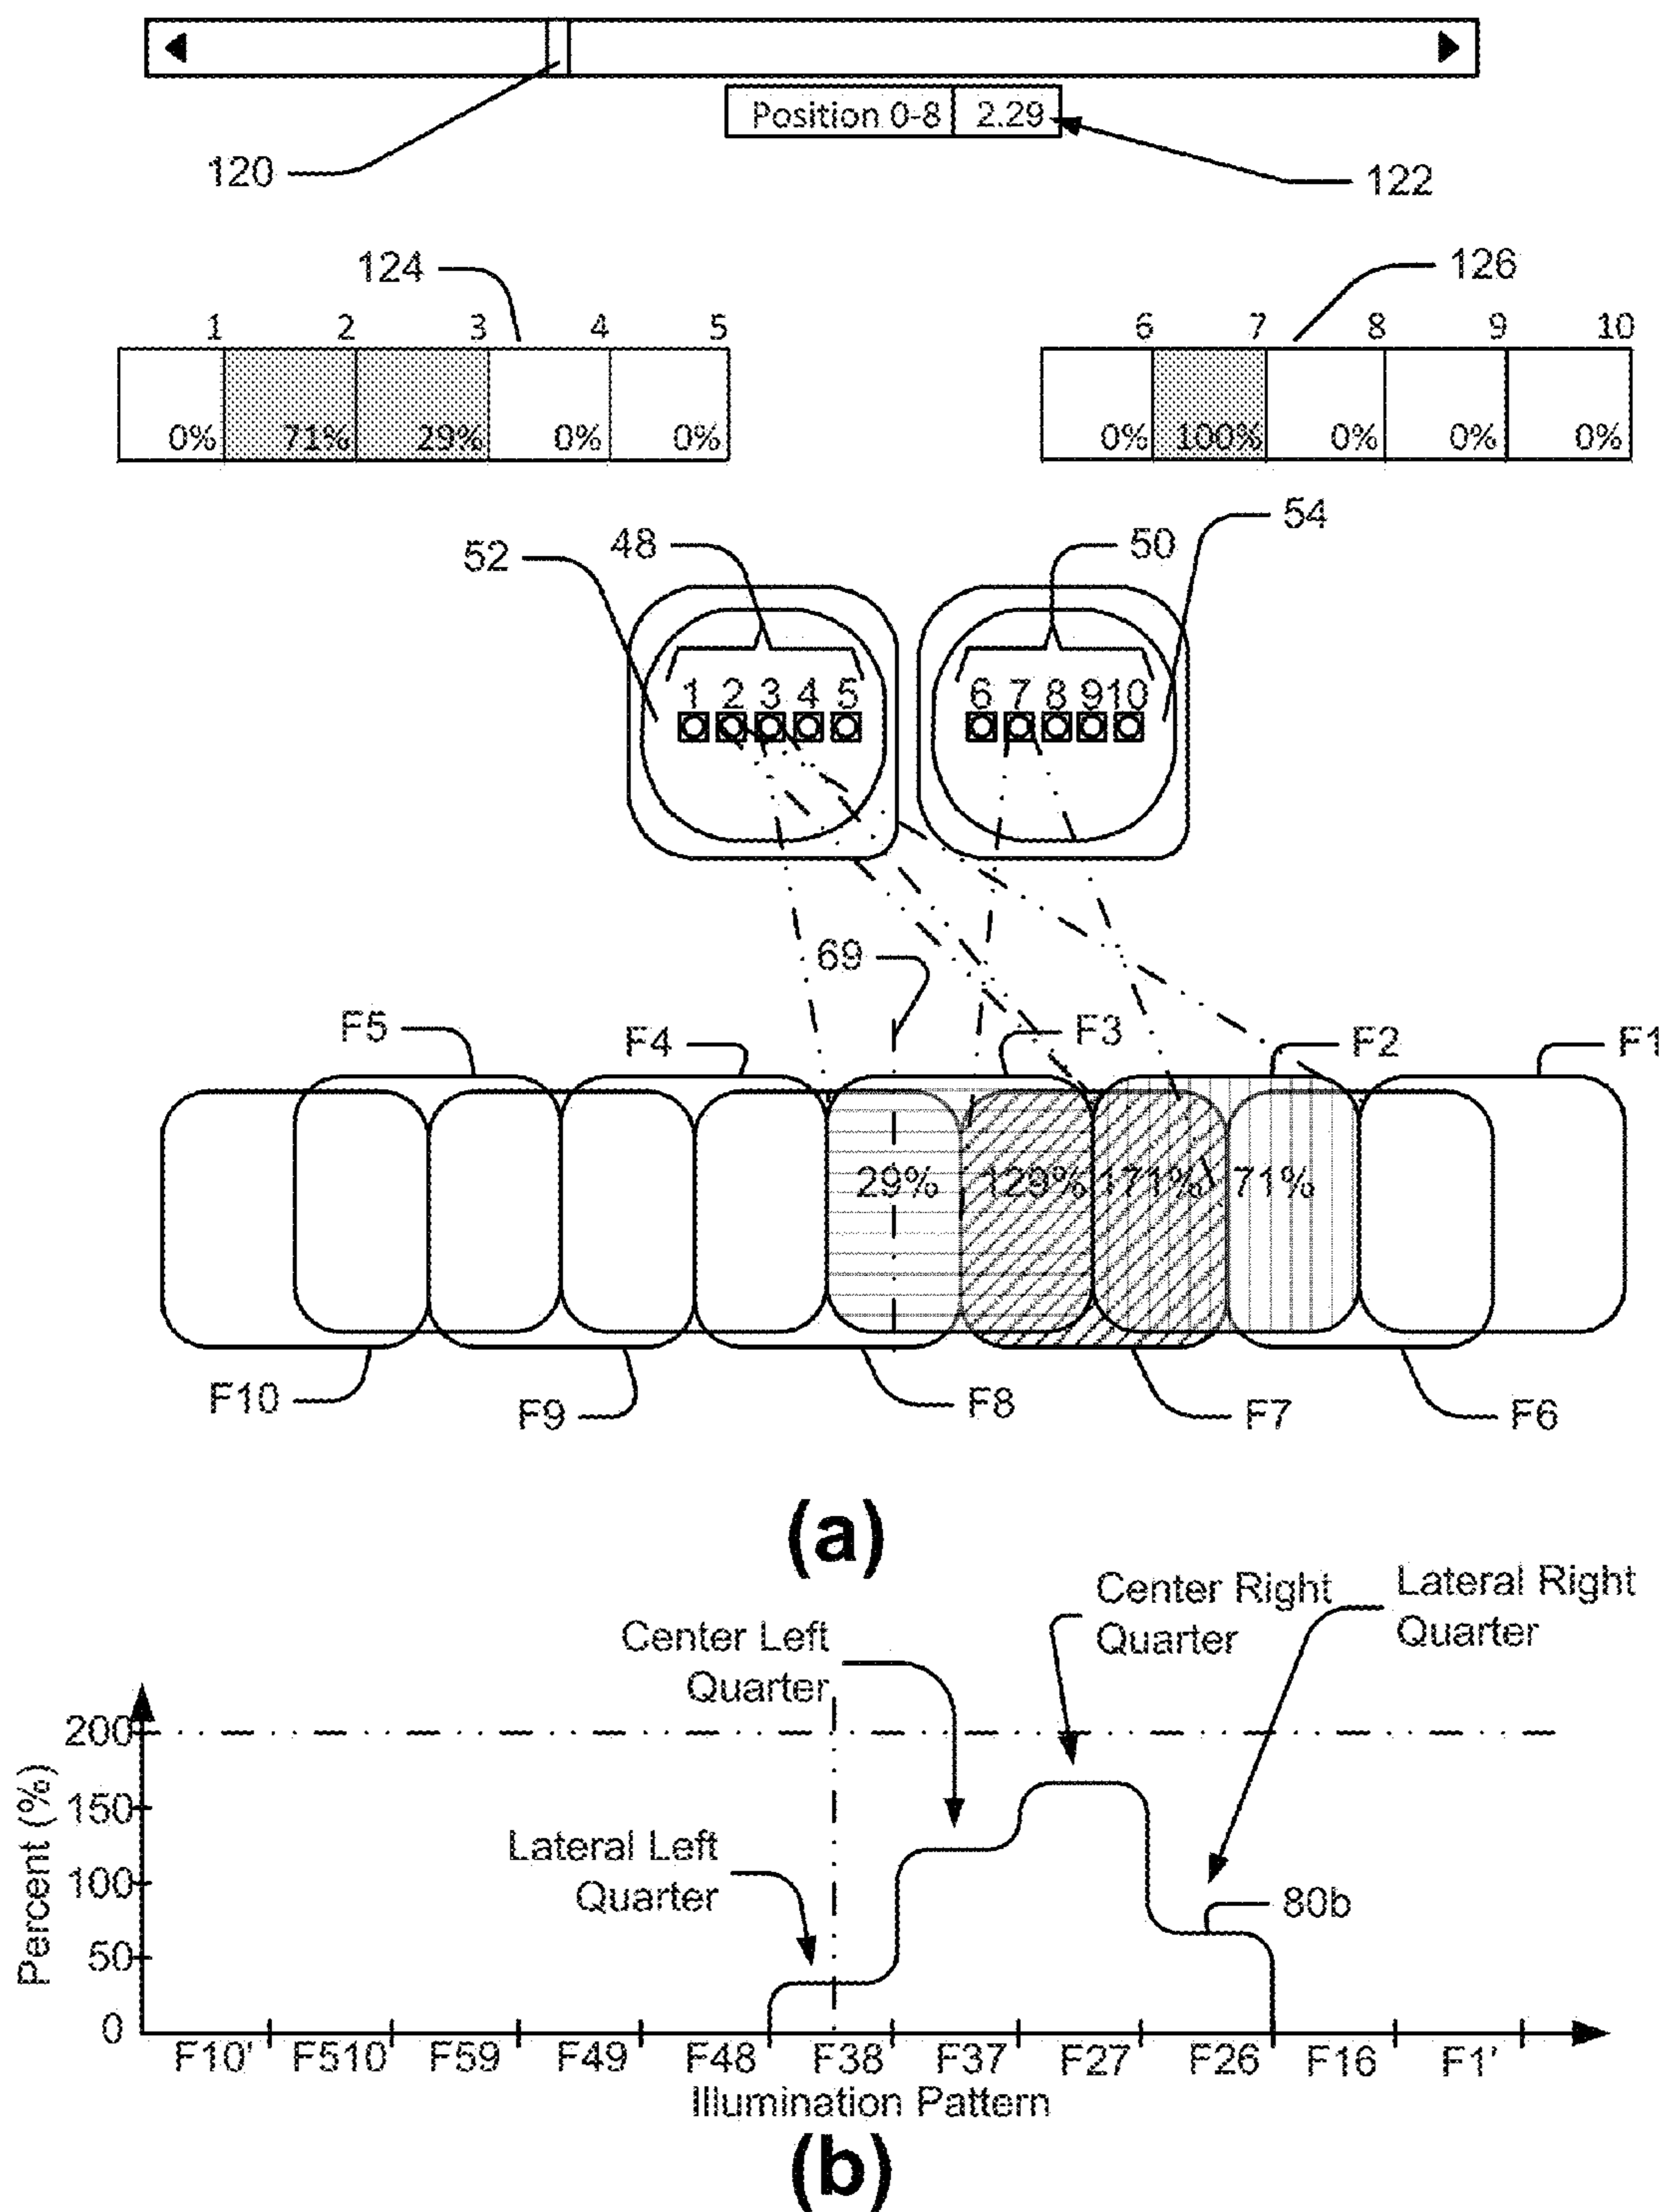 Position 0-8 2.29
120
122
124
126
1 2 3 4 5
6 7 8 9 10
0% 71% 29% 0% 0%
0% 100% 0% 0% 0%
52 48 50 54
1 2 3 4 5
6 7 8 9 10
69
F5 F4 F3 F2 F1
29% 129% 171% 71%
F10 F9 F8 F7 F6
(a)
Center Right
Quarter
Lateral Right
Quarter
Center Left
Quarter
Lateral Left
Quarter
80b
Percent (%)
200
150
100
50
0
F10' F510 F59 F49 F48 F38 F37 F27 F26 F16 F1'
Illumination Pattern
(b)